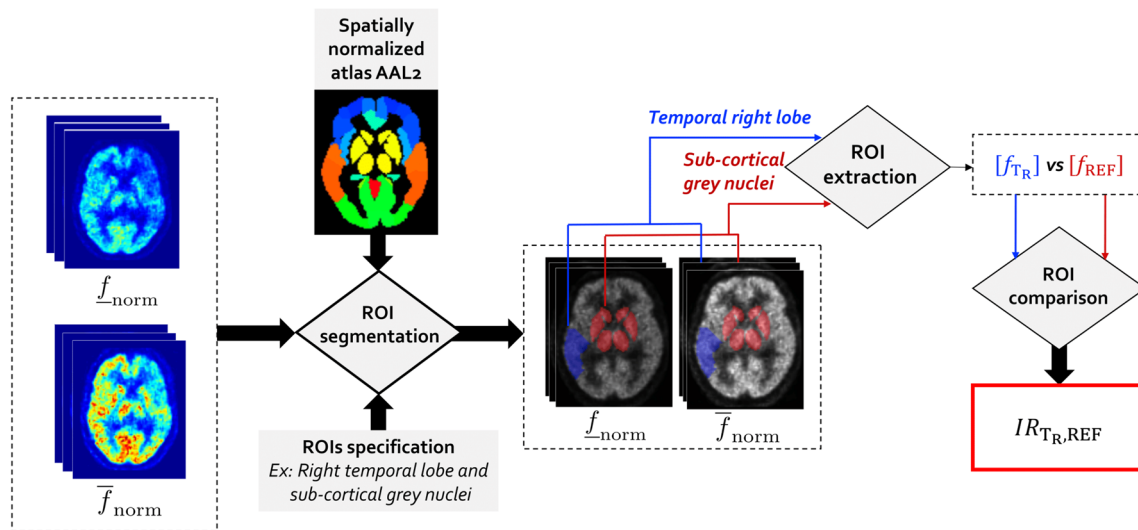 Spatially
normalized
atlas AAL2
f_norm
f̅_norm
ROI
segmentation
ROIs specification
Ex: Right temporal lobe and
sub-cortical grey nuclei
Temporal right lobe
Sub-cortical
grey nuclei
f_norm
f̅_norm
ROI
extraction
[f_TR] vs [f_REF]
ROI
comparison
IR_TR,REF